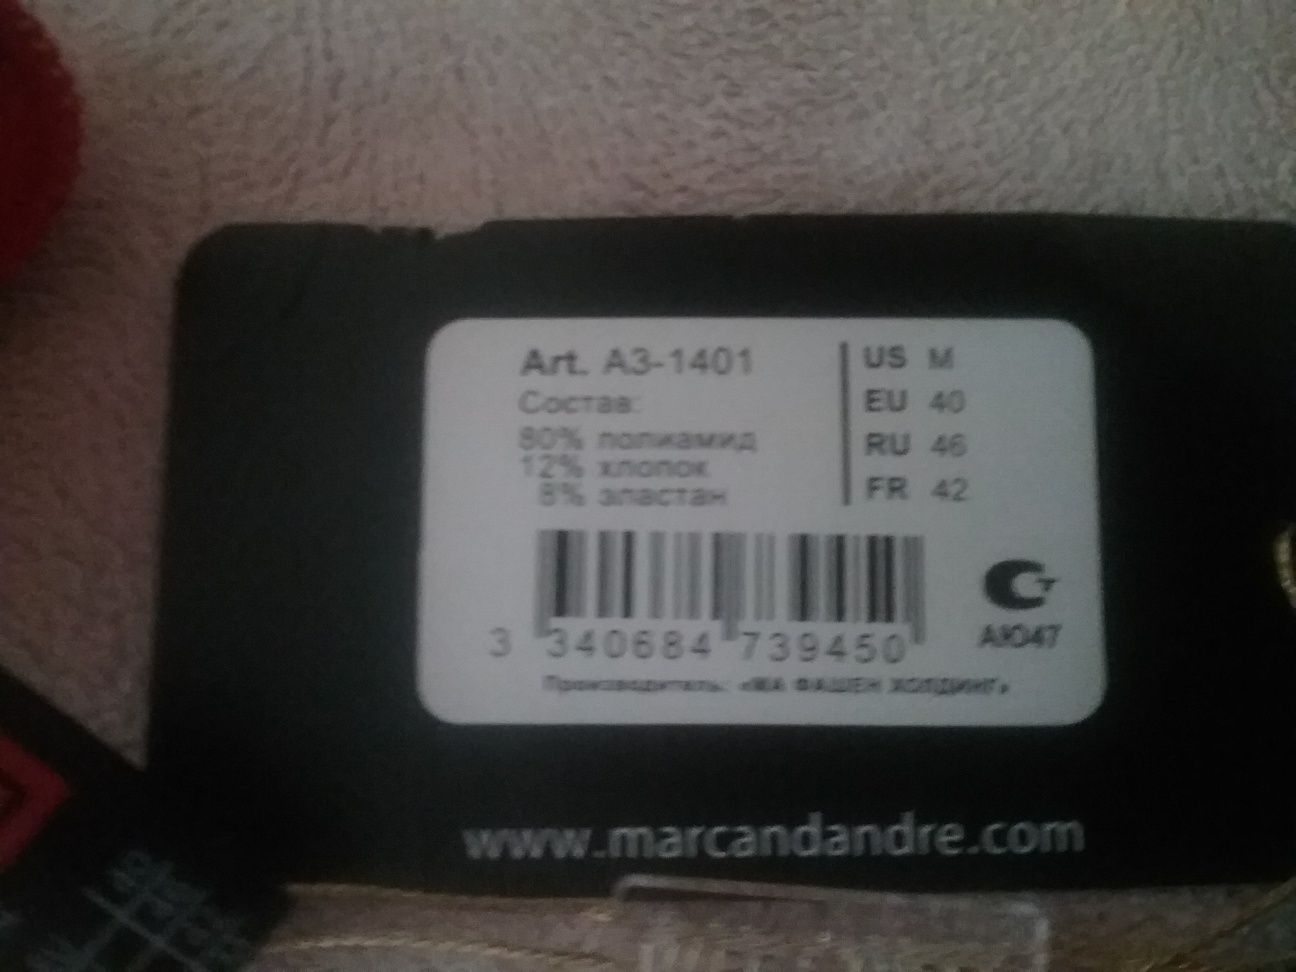 Art. A3-1401
Состав:
80% полиамид
12% хлопок
8% эластан
US M
EU 40
RU 46
FR 42
3 340684 739450
АЮ47
Производитель: «МА ФАШЕН ХОЛДИНГ»
www.marcandandre.com